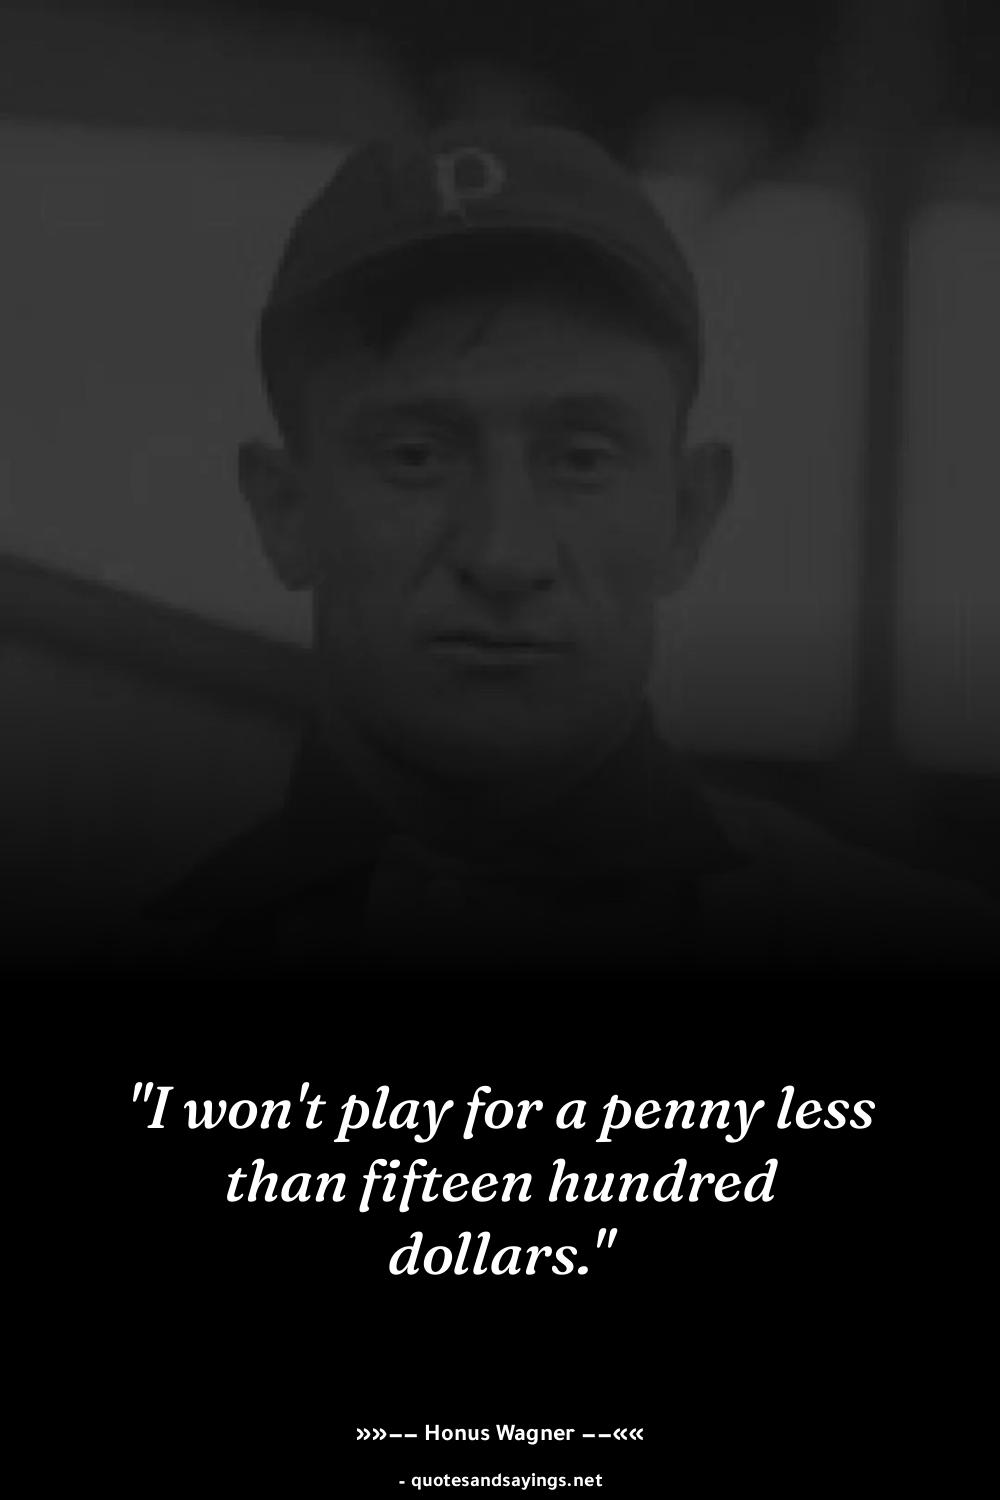 P
"I won't play for a penny less
than fifteen hundred
dollars."
»»-- Honus Wagner --««
- quotesandsayings.net